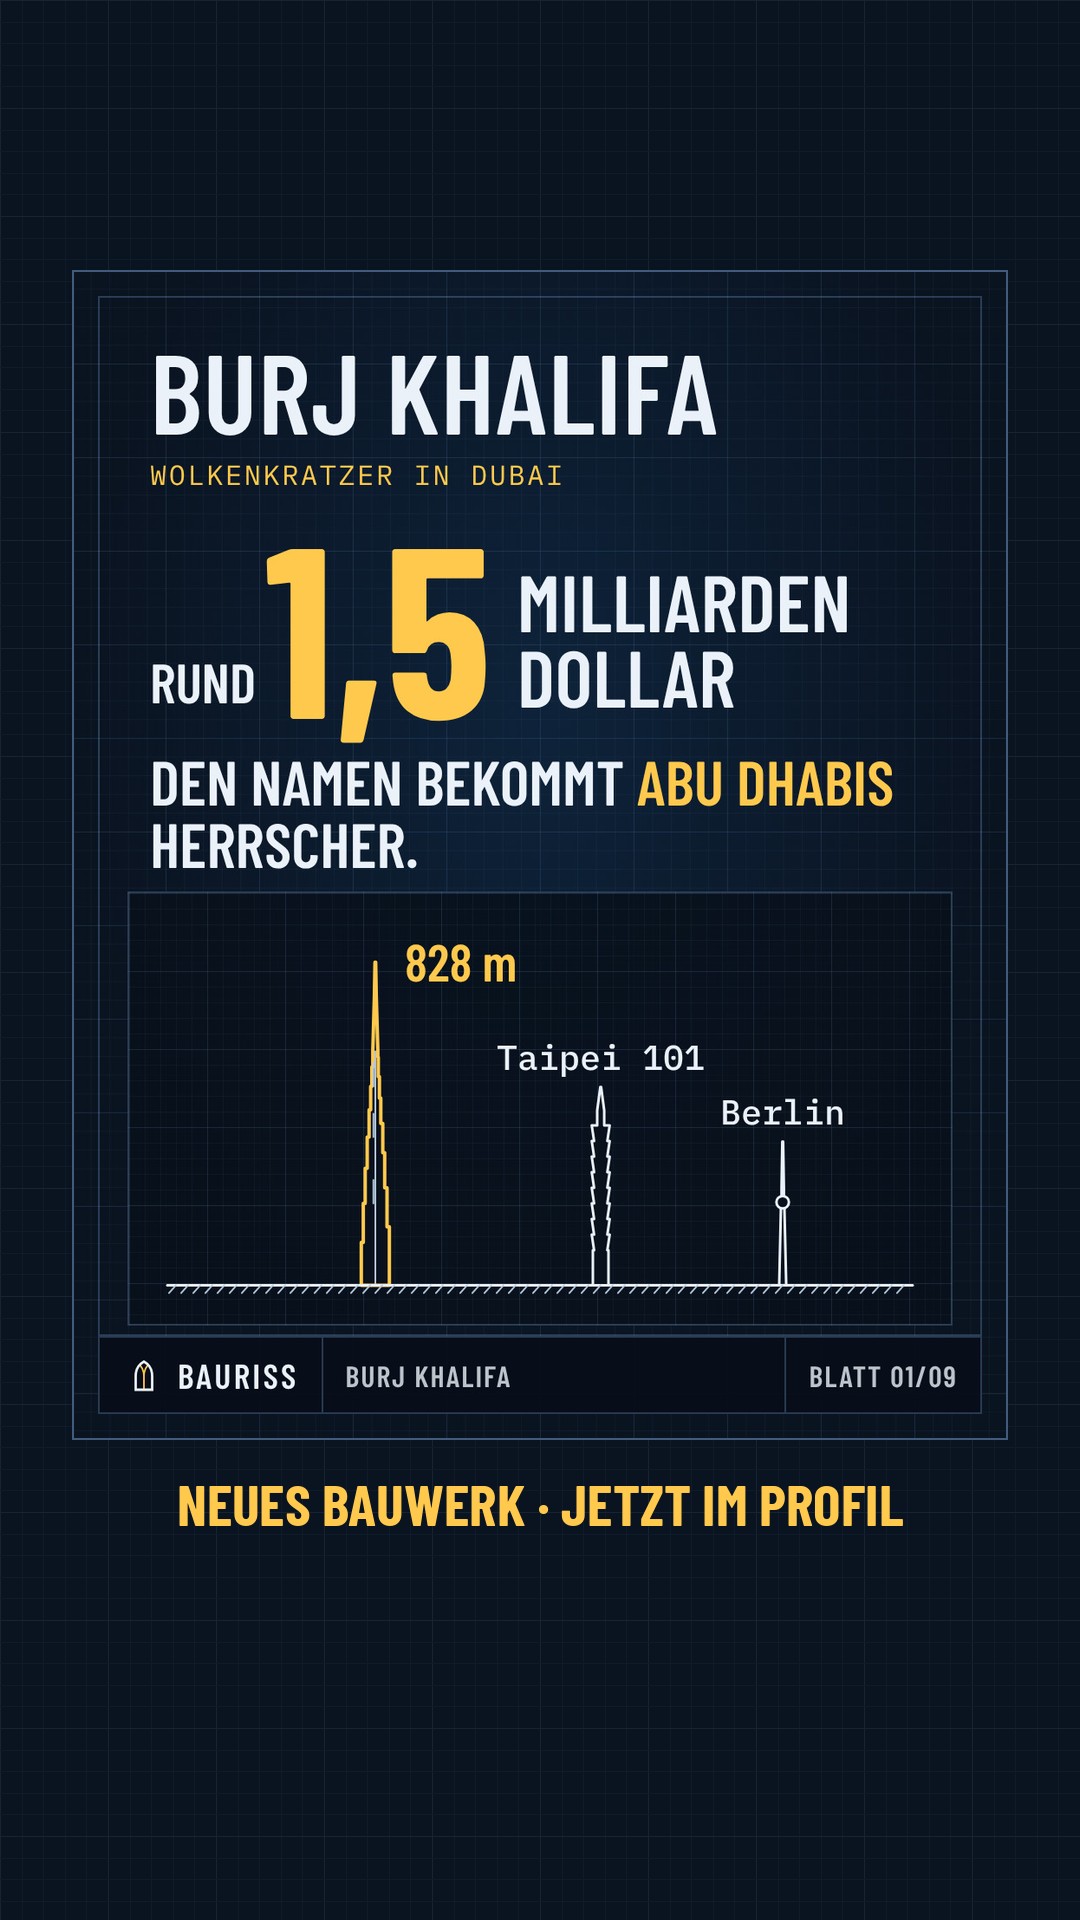 BURJ KHALIFA
WOLKENKRATZER IN DUBAI
RUND 1,5 MILLIARDEN
DOLLAR
DEN NAMEN BEKOMMT ABU DHABIS
HERRSCHER.
828 m
Taipei 101
Berlin
BAURISS
BURJ KHALIFA
BLATT 01/09
NEUES BAUWERK · JETZT IM PROFIL